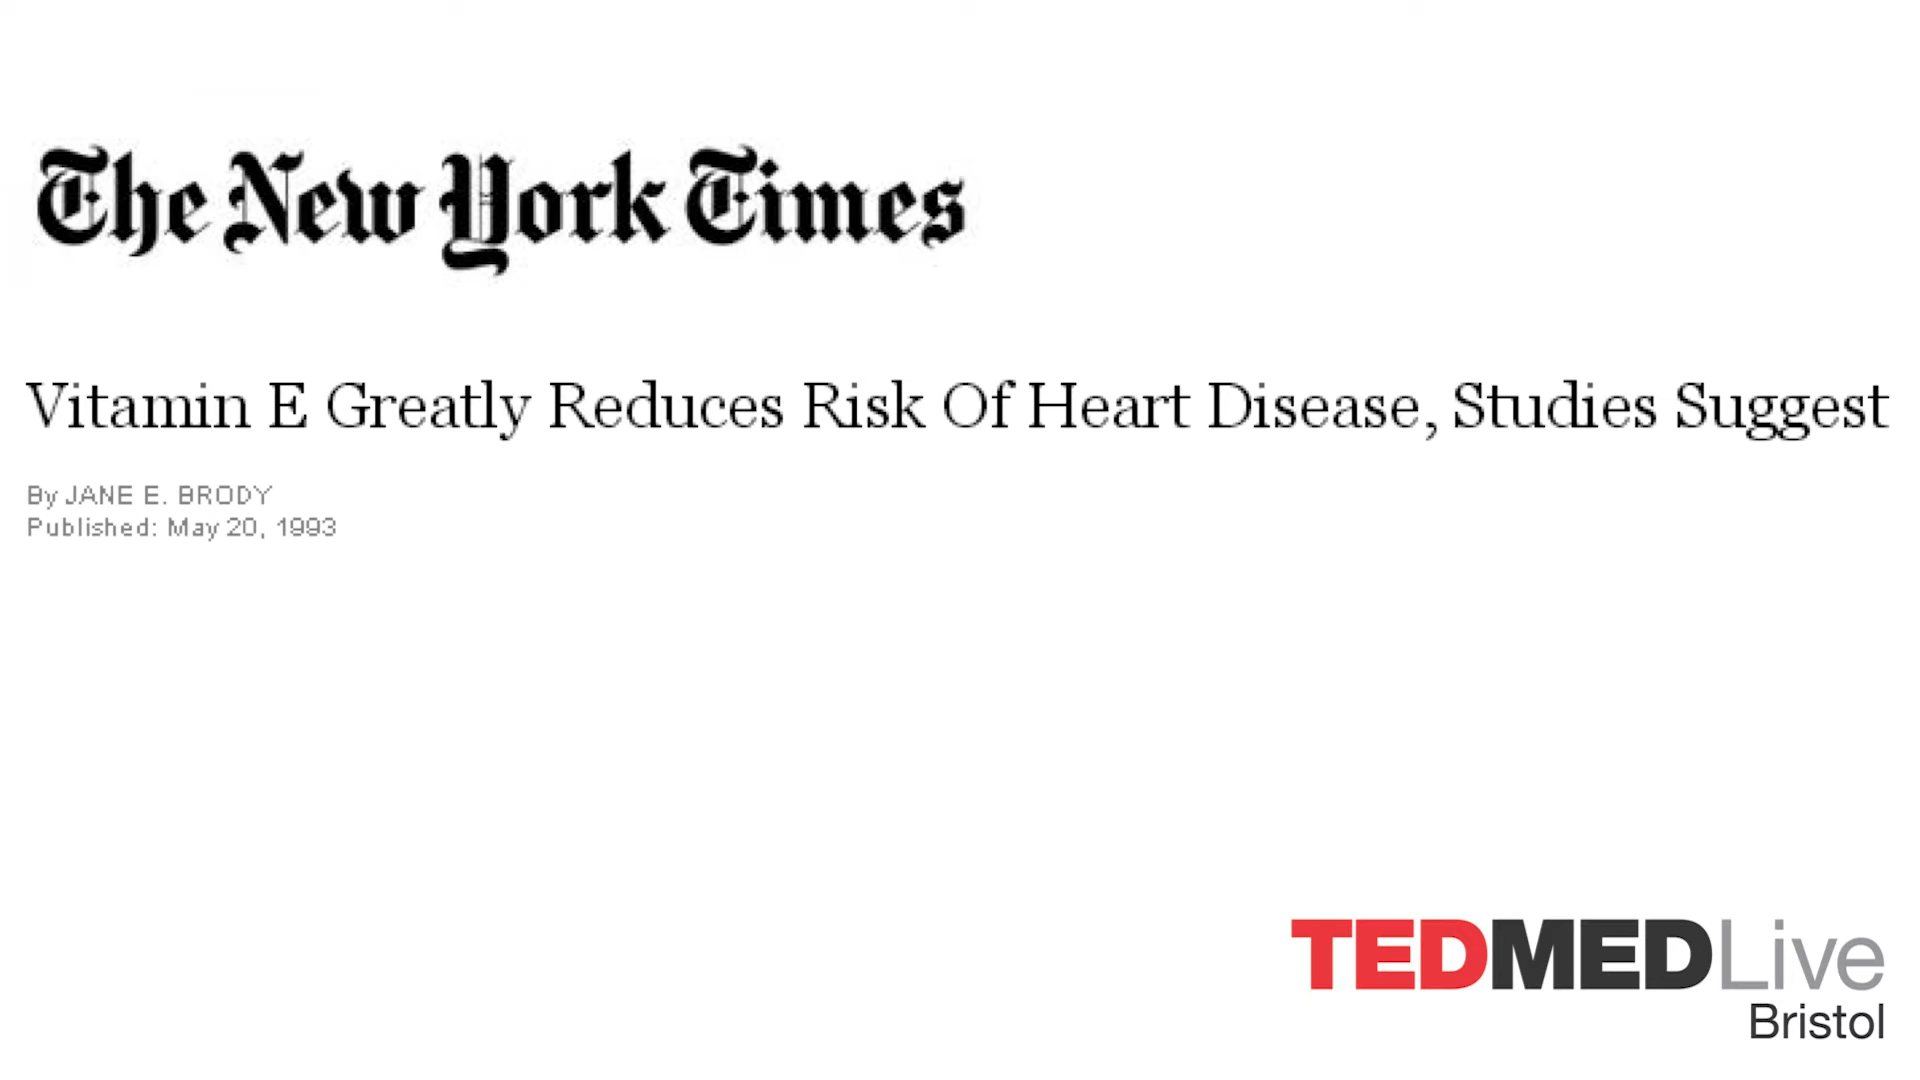 The New York Times
Vitamin E Greatly Reduces Risk Of Heart Disease, Studies Suggest
By JANE E. BRODY
Published: May 20, 1993
TEDMEDLive
Bristol